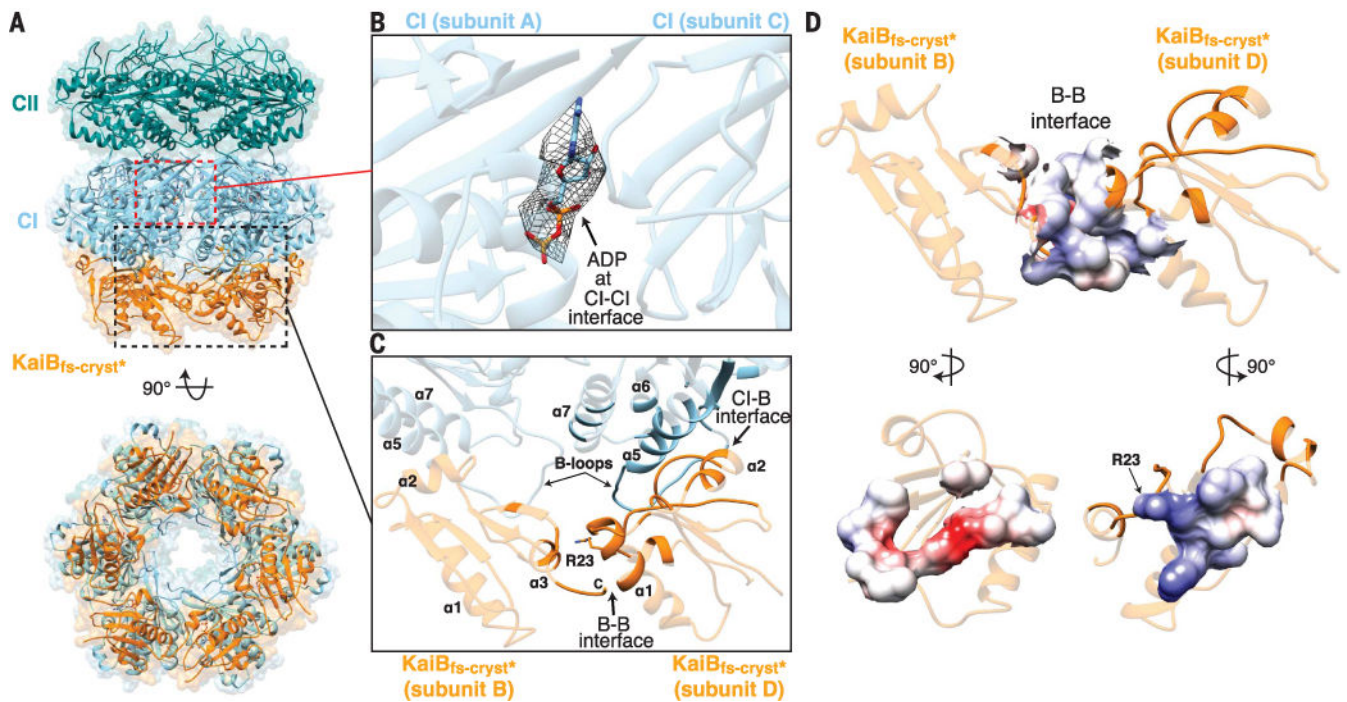 A
CII
CI
KaiBfs-cryst*
90°
B
CI (subunit A)
CI (subunit C)
ADP
at
CI-CI
interface
C
α7
α5
α2
α7
α6
CI-B
interface
B-loops
α5
α2
R23
α3
C
α1
α1
B-B
interface
KaiBfs-cryst*
(subunit B)
KaiBfs-cryst*
(subunit D)
D
KaiBfs-cryst*
(subunit B)
KaiBfs-cryst*
(subunit D)
B-B
interface
90°
90°
R23